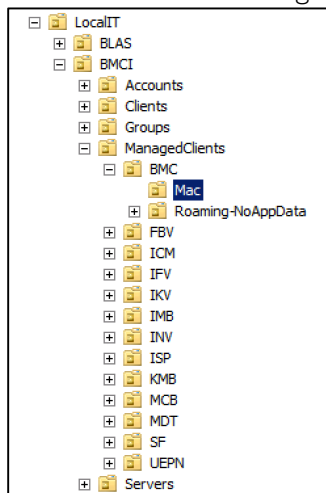 LocalIT
BLAS
BMCI
Accounts
Clients
Groups
ManagedClients
BMC
Mac
Roaming-NoAppData
FBV
ICM
IFV
IKV
IMB
INV
ISP
KMB
MCB
MDT
SF
UEPN
Servers